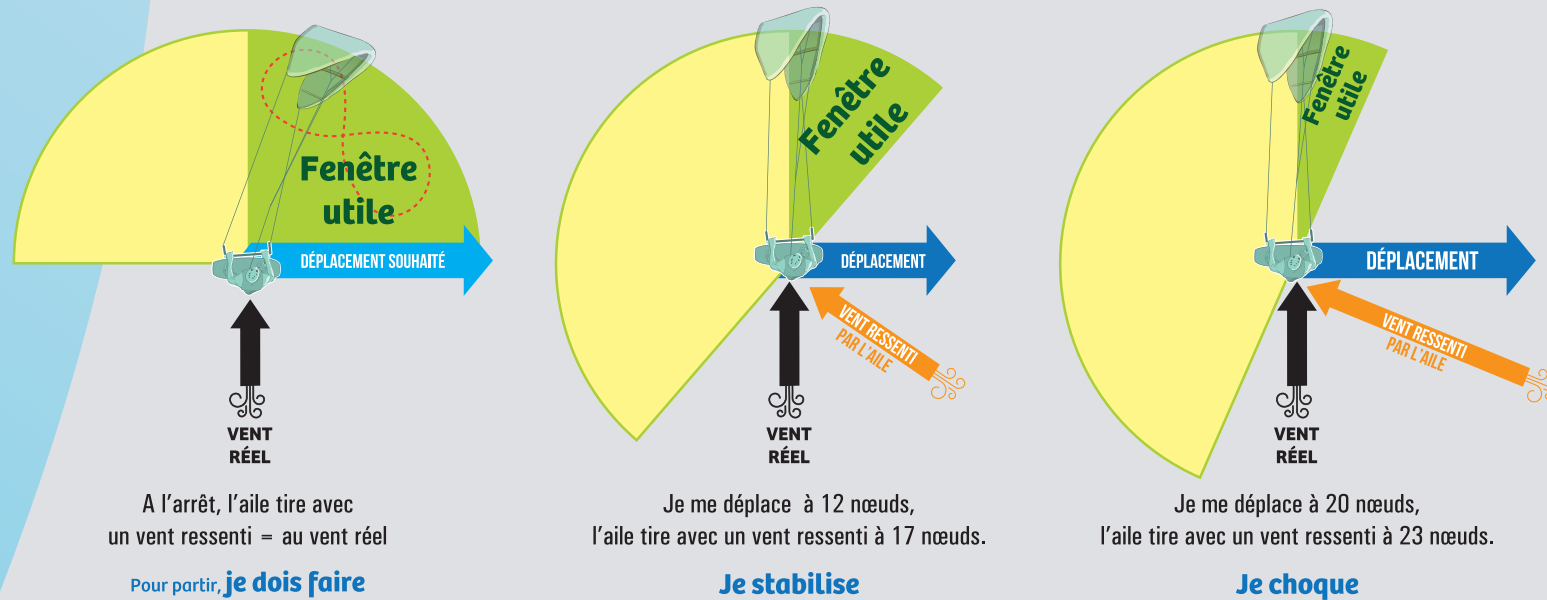 Fenêtre
utile
DÉPLACEMENT SOUHAITÉ
VENT
RÉEL
A l'arrêt, l'aile tire avec
un vent ressenti = au vent réel
Pour partir, je dois faire
Fenêtre
utile
DÉPLACEMENT
VENT RESSENTI
PAR L'AILE
VENT
RÉEL
Je me déplace à 12 nœuds,
l'aile tire avec un vent ressenti à 17 nœuds.
Je stabilise
Fenêtre
utile
DÉPLACEMENT
VENT RESSENTI
PAR L'AILE
VENT
RÉEL
Je me déplace à 20 nœuds,
l'aile tire avec un vent ressenti à 23 nœuds.
Je choque